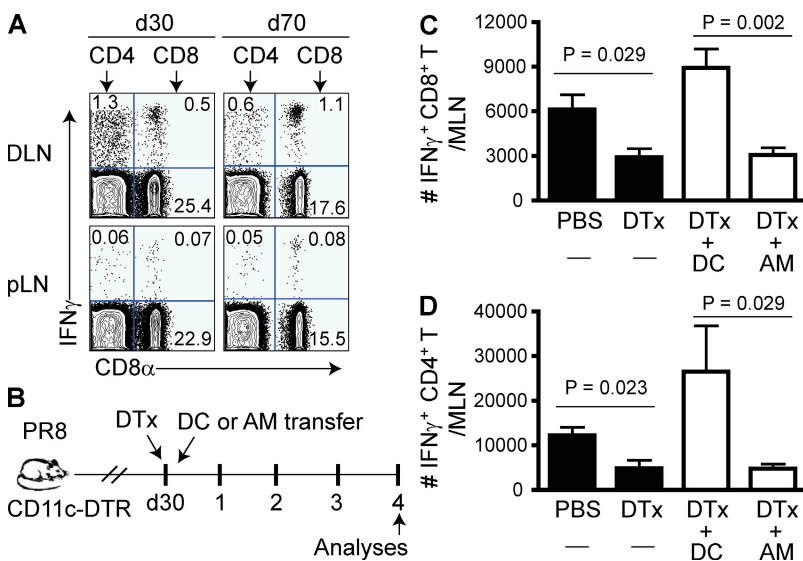 A
d30 d70
CD4 CD8 CD4 CD8
DLN
1.3 0.5 0.6 1.1
25.4 17.6
pLN
0.06 0.07 0.05 0.08
22.9 15.5
IFNγ
CD8α
B
PR8
DTx DC or AM transfer
CD11c-DTR d30 1 2 3 4
Analyses
C
# IFNγ+ CD8+ T
/MLN
12000
9000
6000
3000
0
P = 0.029
P = 0.002
PBS DTx DTx DTx
— — + +
DC AM
D
# IFNγ+ CD4+ T
/MLN
40000
30000
20000
10000
0
P = 0.023
P = 0.029
PBS DTx DTx DTx
— — + +
DC AM